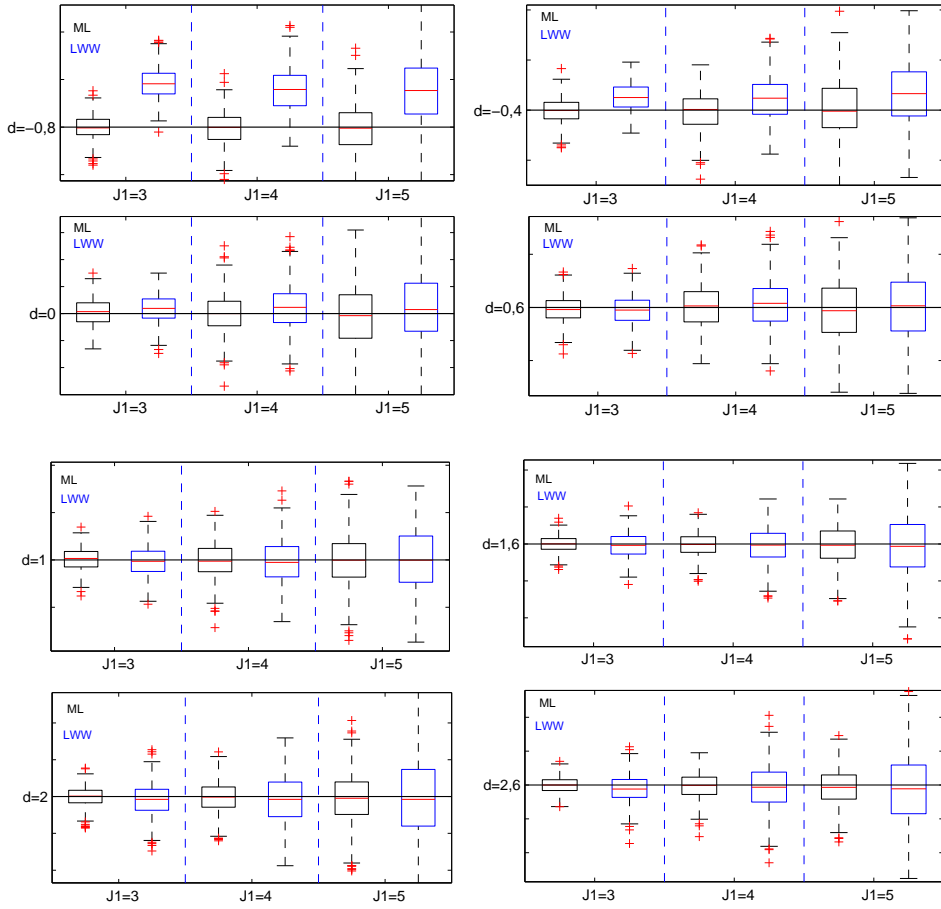 ML
LWW
d=−0,8
J1=3 J1=4 J1=5
ML
LWW
d=−0,4
J1=3 J1=4 J1=5
ML
LWW
d=0
J1=3 J1=4 J1=5
ML
LWW
d=0,6
J1=3 J1=4 J1=5
ML
LWW
d=1
J1=3 J1=4 J1=5
ML
LWW
d=1,6
J1=3 J1=4 J1=5
ML
LWW
d=2
J1=3 J1=4 J1=5
ML
LWW
d=2,6
J1=3 J1=4 J1=5